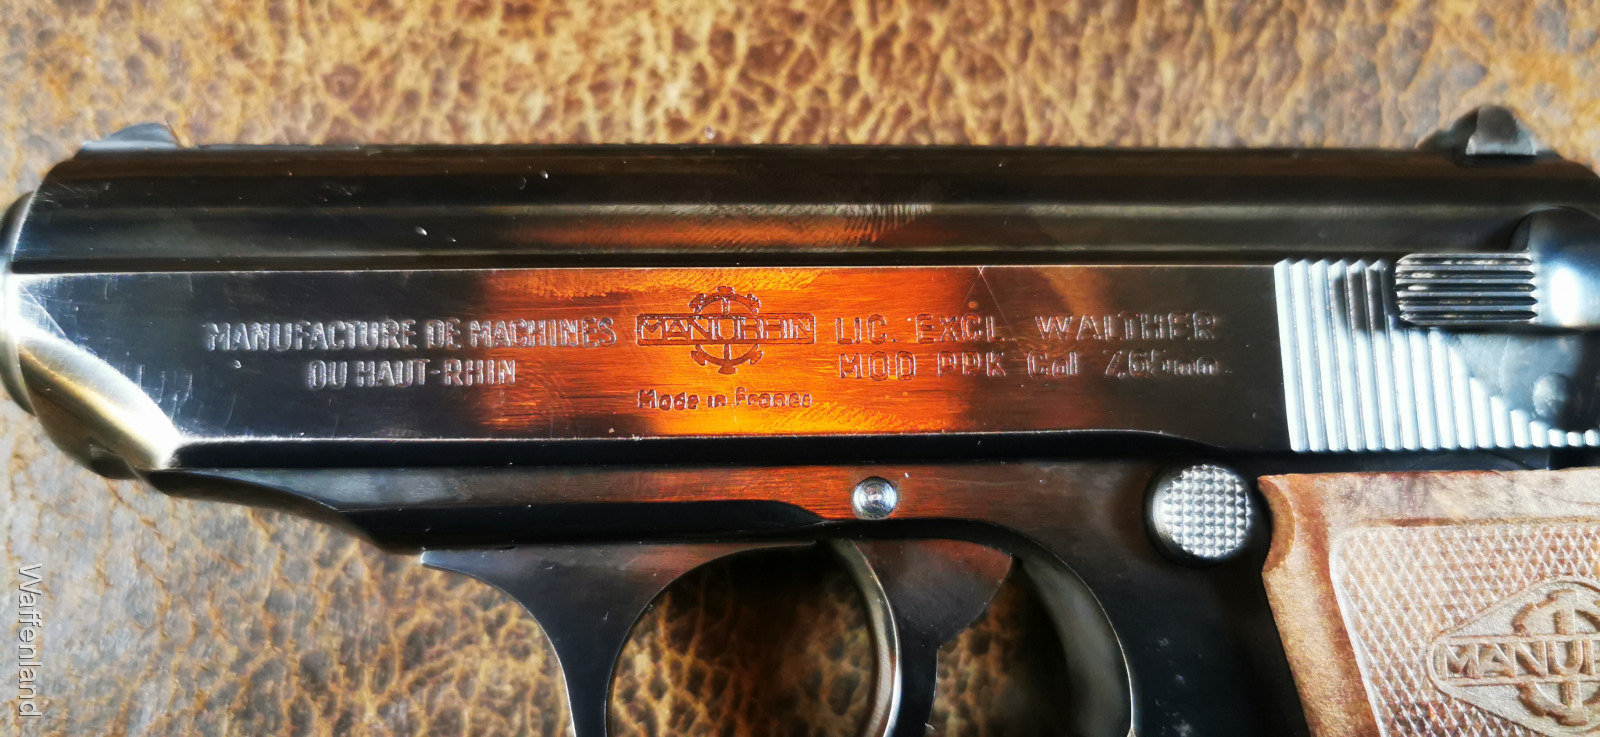 MANUFACTURE DE MACHINES
DU HAUT-RHIN
MANURHIN
Made in France
LIC. EXCL. WALTHER
MOD PPK Cal 7.65mm
MANUR
Waffenland